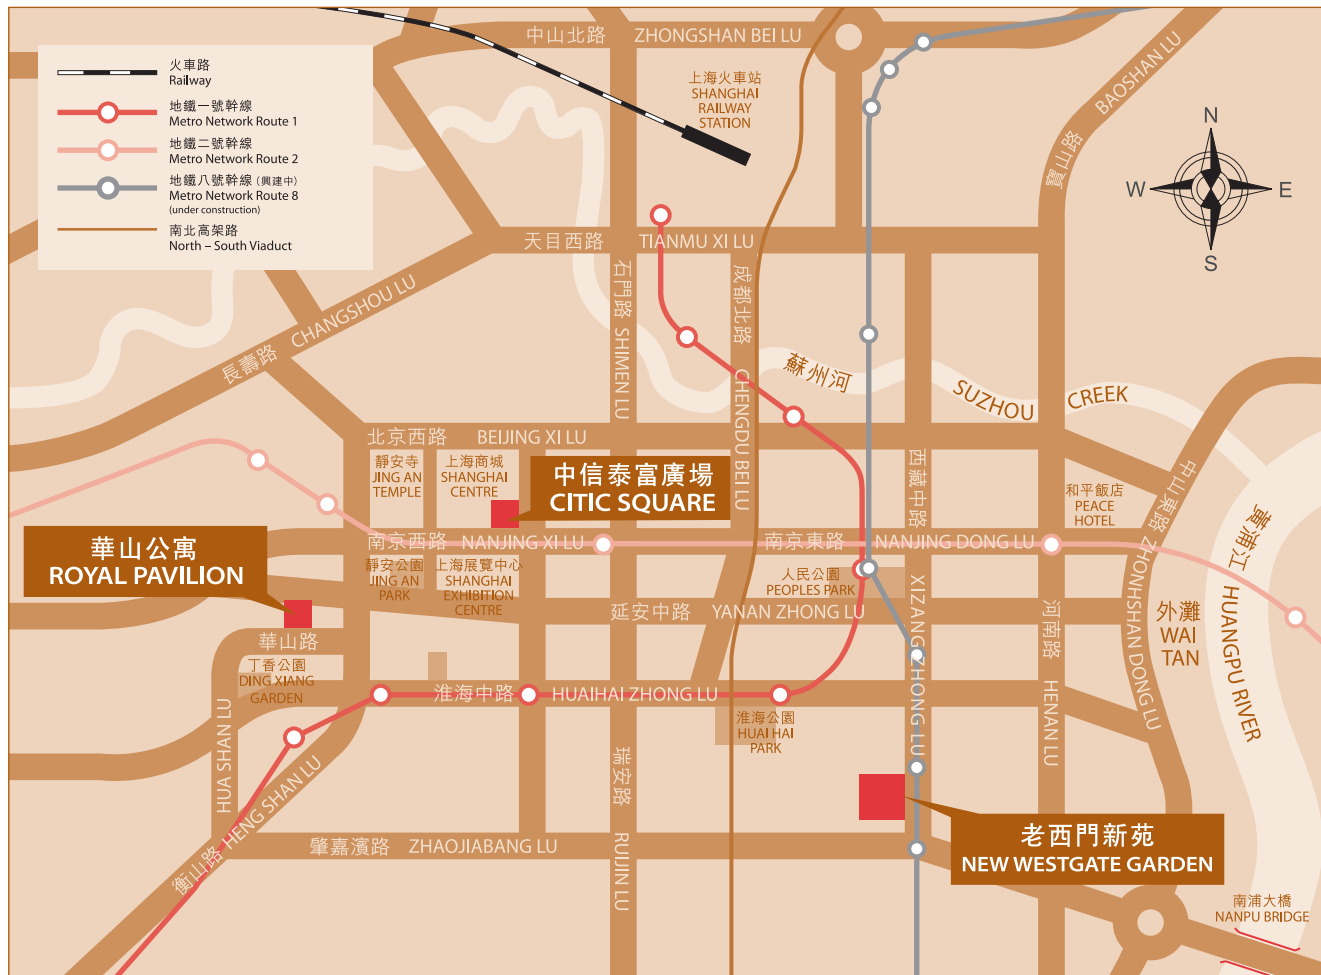 火車路
Railway
地鐵一號幹線
Metro Network Route 1
地鐵二號幹線
Metro Network Route 2
地鐵八號幹線 (興建中)
Metro Network Route 8
(under construction)
南北高架路
North – South Viaduct
中山北路 ZHONGSHAN BEI LU
上海火車站
SHANGHAI
RAILWAY
STATION
寶山路 BAOSHAN LU
N
W
E
S
天目西路 TIANMU XI LU
石門路 SHIMEN LU
成都北路 CHENGDU BEI LU
長壽路 CHANGSHOU LU
蘇州河
SUZHOU CREEK
北京西路 BEIJING XI LU
靜安寺
JING AN
TEMPLE
上海商城
SHANGHAI
CENTRE
中信泰富廣場
CITIC SQUARE
西藏中路 XIZANG ZHONG LU
中山東路 ZHONHSHAN DONG LU
和平飯店
PEACE
HOTEL
黃浦江 HUANGPU RIVER
華山公寓
ROYAL PAVILION
南京西路 NANJING XI LU
南京東路 NANJING DONG LU
靜安公園
JING AN
PARK
上海展覽中心
SHANGHAI
EXHIBITION
CENTRE
人民公園
PEOPLES PARK
延安中路 YANAN ZHONG LU
河南路 HENAN LU
外灘
WAI
TAN
華山路
HUA SHAN LU
丁香公園
DING XIANG
GARDEN
淮海中路 HUAIHAI ZHONG LU
淮海公園
HUAI HAI
PARK
瑞安路 RUIJIN LU
衡山路 HENG SHAN LU
肇嘉濱路 ZHAOJIABANG LU
老西門新苑
NEW WESTGATE GARDEN
南浦大橋
NANPU BRIDGE